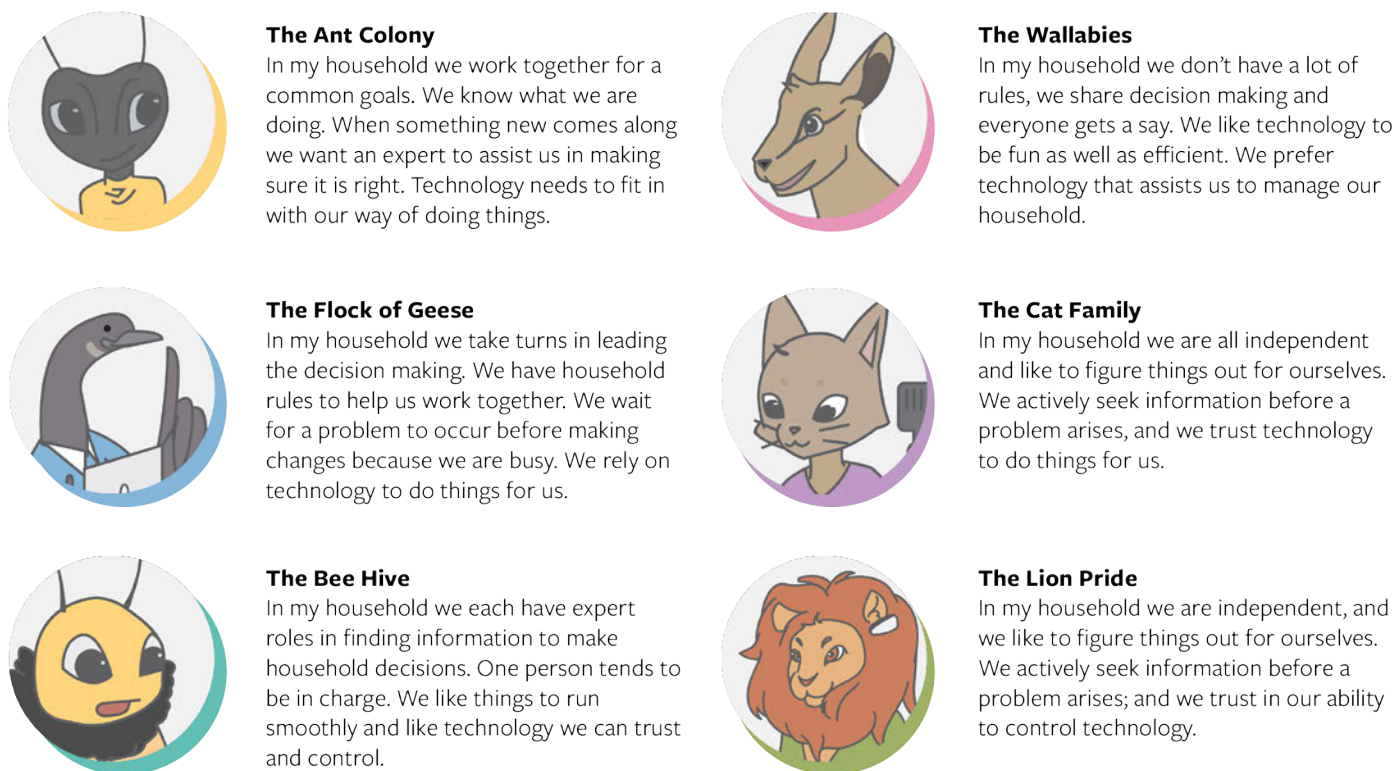 The Ant Colony
In my household we work together for a
common goals. We know what we are
doing. When something new comes along
we want an expert to assist us in making
sure it is right. Technology needs to fit in
with our way of doing things.
The Wallabies
In my household we don’t have a lot of
rules, we share decision making and
everyone gets a say. We like technology to
be fun as well as efficient. We prefer
technology that assists us to manage our
household.
The Flock of Geese
In my household we take turns in leading
the decision making. We have household
rules to help us work together. We wait
for a problem to occur before making
changes because we are busy. We rely on
technology to do things for us.
The Cat Family
In my household we are all independent
and like to figure things out for ourselves.
We actively seek information before a
problem arises, and we trust technology
to do things for us.
The Bee Hive
In my household we each have expert
roles in finding information to make
household decisions. One person tends to
be in charge. We like things to run
smoothly and like technology we can trust
and control.
The Lion Pride
In my household we are independent, and
we like to figure things out for ourselves.
We actively seek information before a
problem arises; and we trust in our ability
to control technology.